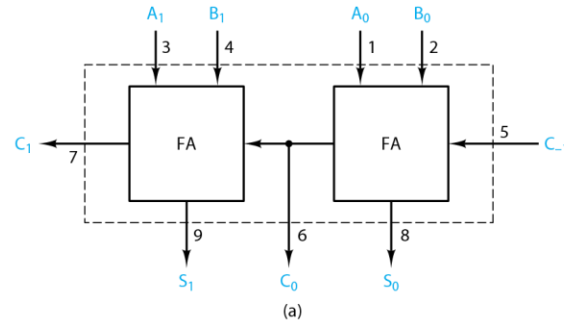 A₁ B₁ A₀ B₀
3 4 1 2
C₁ FA FA 5 C₋
7
9 6 8
S₁ C₀ S₀
(a)